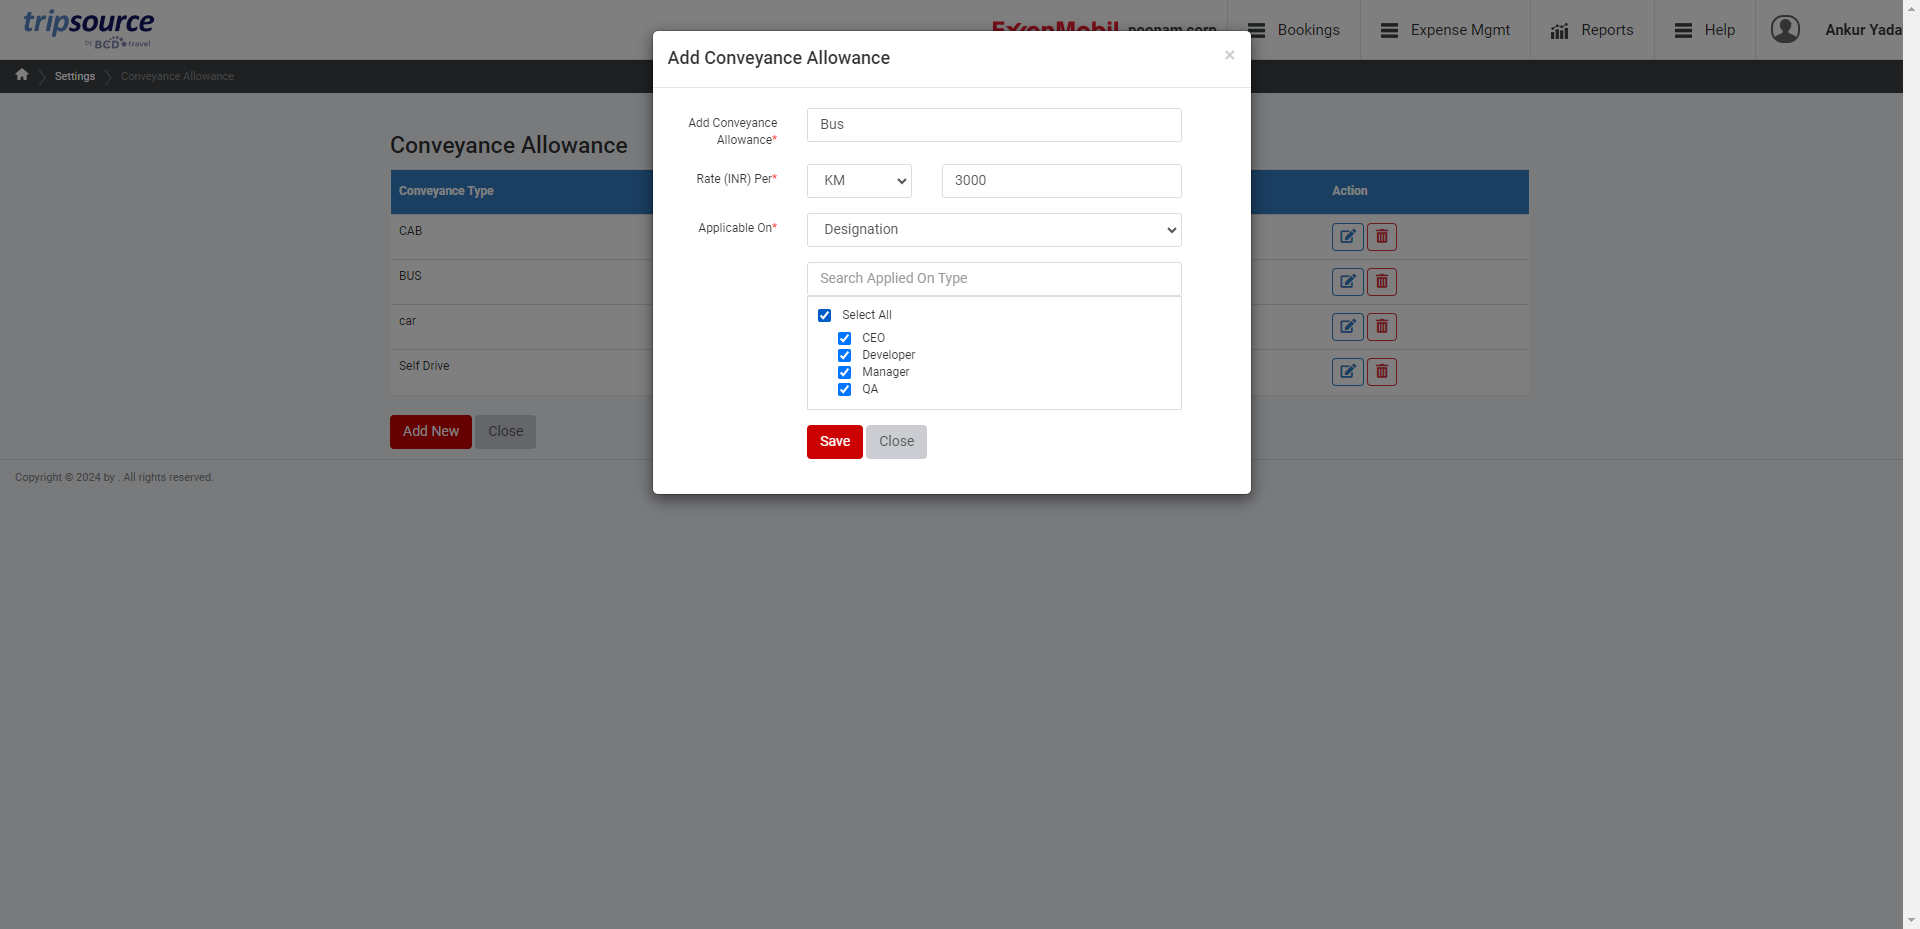 tripsource
by BCD travel
ExxonMobil poonam corp
Bookings
Expense Mgmt
Reports
Help
Ankur Yada
Settings
Conveyance Allowance
Conveyance Allowance
Conveyance Type
Action
CAB
BUS
car
Self Drive
Add New
Close
Copyright © 2024 by . All rights reserved.
Add Conveyance Allowance
×
Add Conveyance
Allowance*
Bus
Rate (INR) Per*
KM
3000
Applicable On*
Designation
Search Applied On Type
Select All
CEO
Developer
Manager
QA
Save
Close